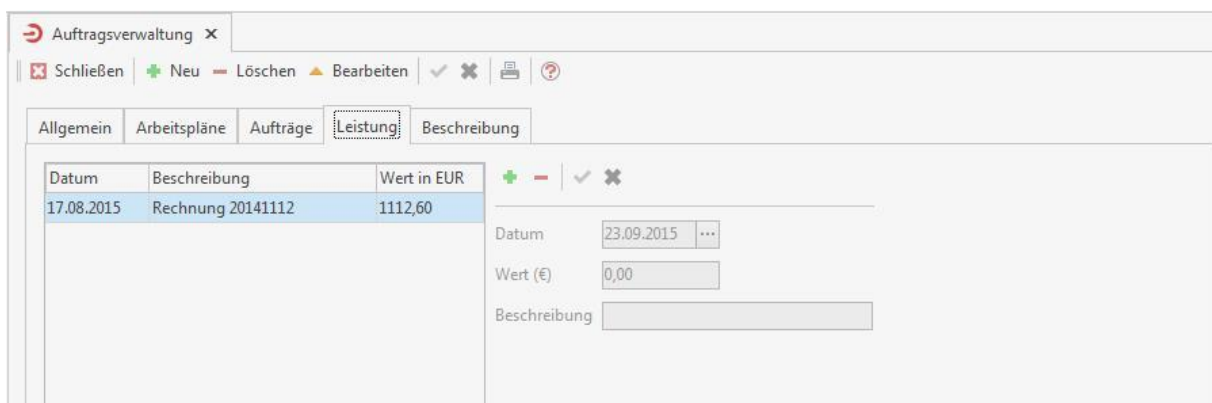 Auftragsverwaltung
Schließen Neu Löschen Bearbeiten
Allgemein Arbeitspläne Aufträge Leistung Beschreibung
Datum Beschreibung Wert in EUR
17.08.2015 Rechnung 20141112 1112,60
Datum 23.09.2015 ...
Wert (€) 0,00
Beschreibung